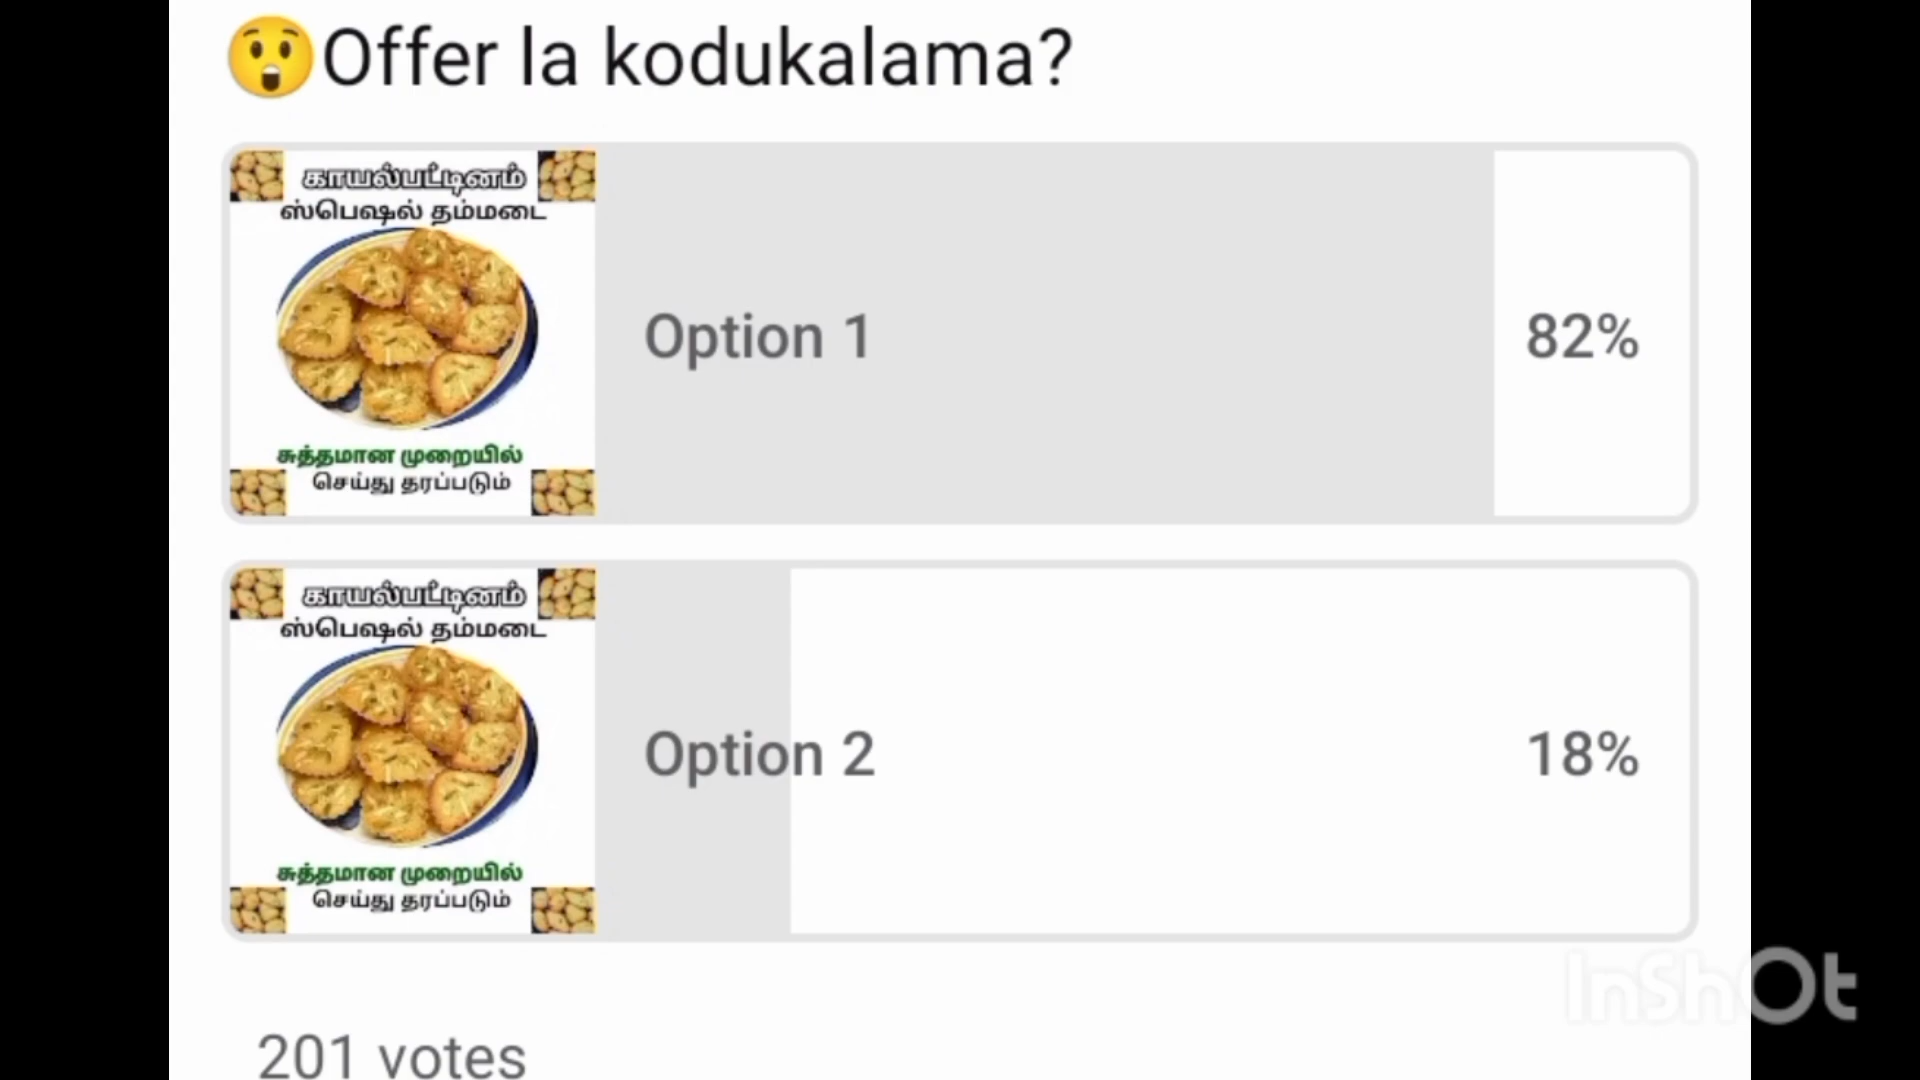 😲Offer la kodukalama?
காயல்பட்டினம்
ஸ்பெஷல் தம்மடை
சுத்தமான முறையில்
செய்து தரப்படும்
Option 1
82%
காயல்பட்டினம்
ஸ்பெஷல் தம்மடை
சுத்தமான முறையில்
செய்து தரப்படும்
Option 2
18%
201 votes
InShOt